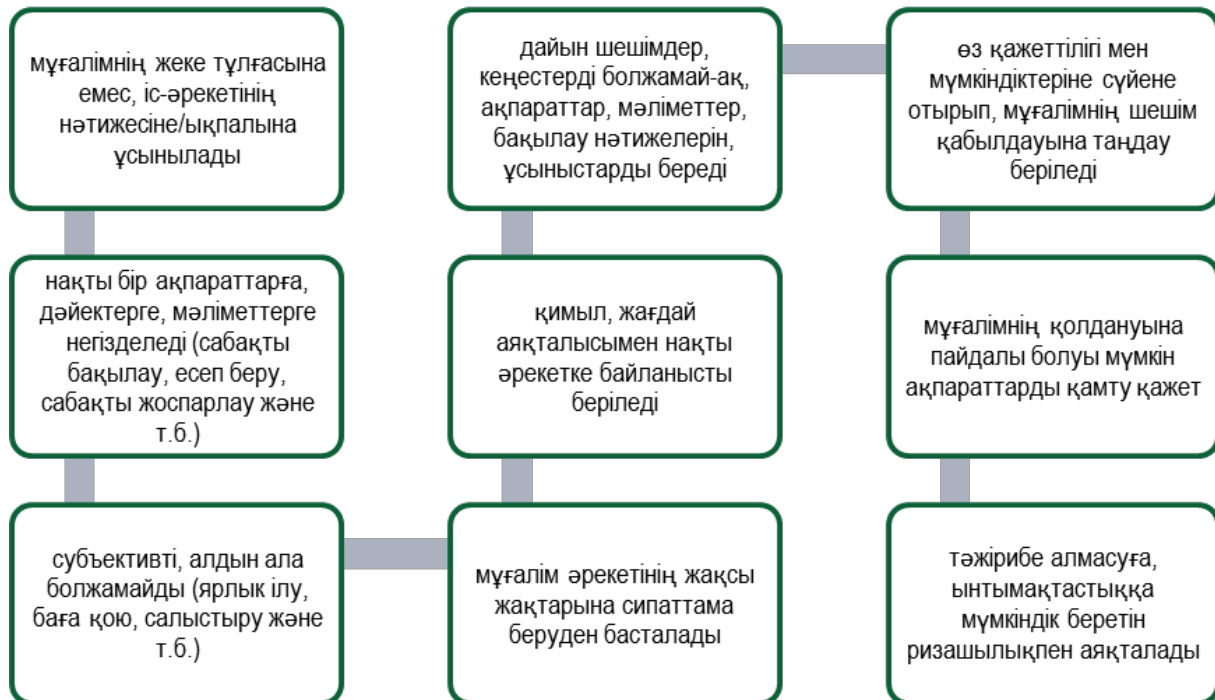 мұғалімнің жеке тұлғасына
емес, іс-әрекетінің
нәтижесіне/ықпалына
ұсынылады
нақты бір ақпараттарға,
дәйектерге, мәліметтерге
негізделеді (сабақты
бақылау, есеп беру,
сабақты жоспарлау және
т.б.)
субъективті, алдын ала
болжамайды (ярлык ілу,
баға қою, салыстыру және
т.б.)
мұғалім әрекетінің жақсы
жақтарына сипаттама
беруден басталады
қимыл, жағдай
аяқталысымен нақты
әрекетке байланысты
беріледі
дайын шешімдер,
кеңестерді болжамай-ақ,
ақпараттар, мәліметтер,
бақылау нәтижелерін,
ұсыныстарды береді
өз қажеттілігі мен
мүмкіндіктеріне сүйене
отырып, мұғалімнің шешім
қабылдауына таңдау
беріледі
мұғалімнің қолдануына
пайдалы болуы мүмкін
ақпараттарды қамту қажет
тәжірибе алмасуға,
ынтымақтастыққа
мүмкіндік беретін
ризашылықпен аяқталады